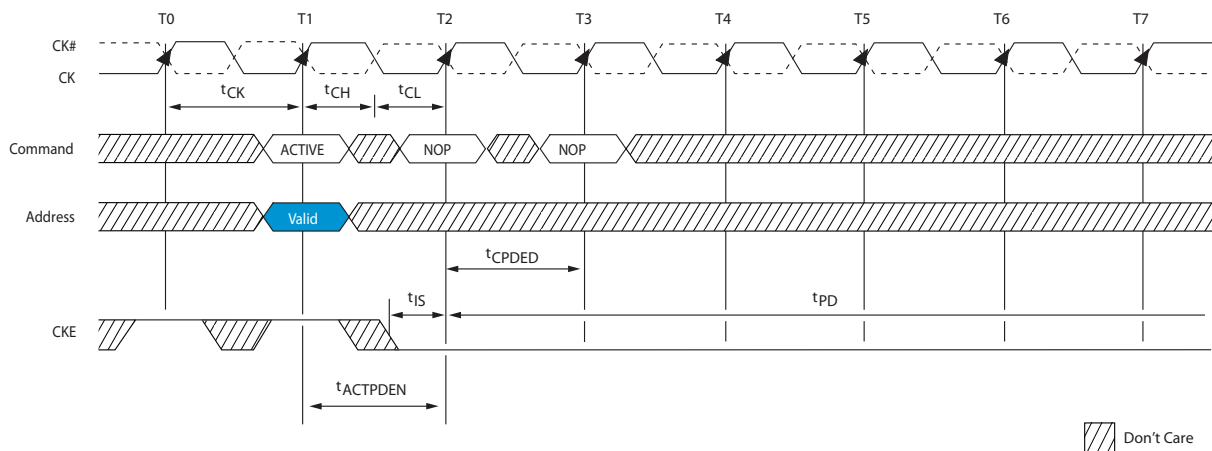 T0 T1 T2 T3 T4 T5 T6 T7
CK#
CK
tCK tCH tCL
Command ACTIVE NOP NOP
Address Valid
tCPDED
tIS tPD
CKE
tACTPDEN
Don't Care